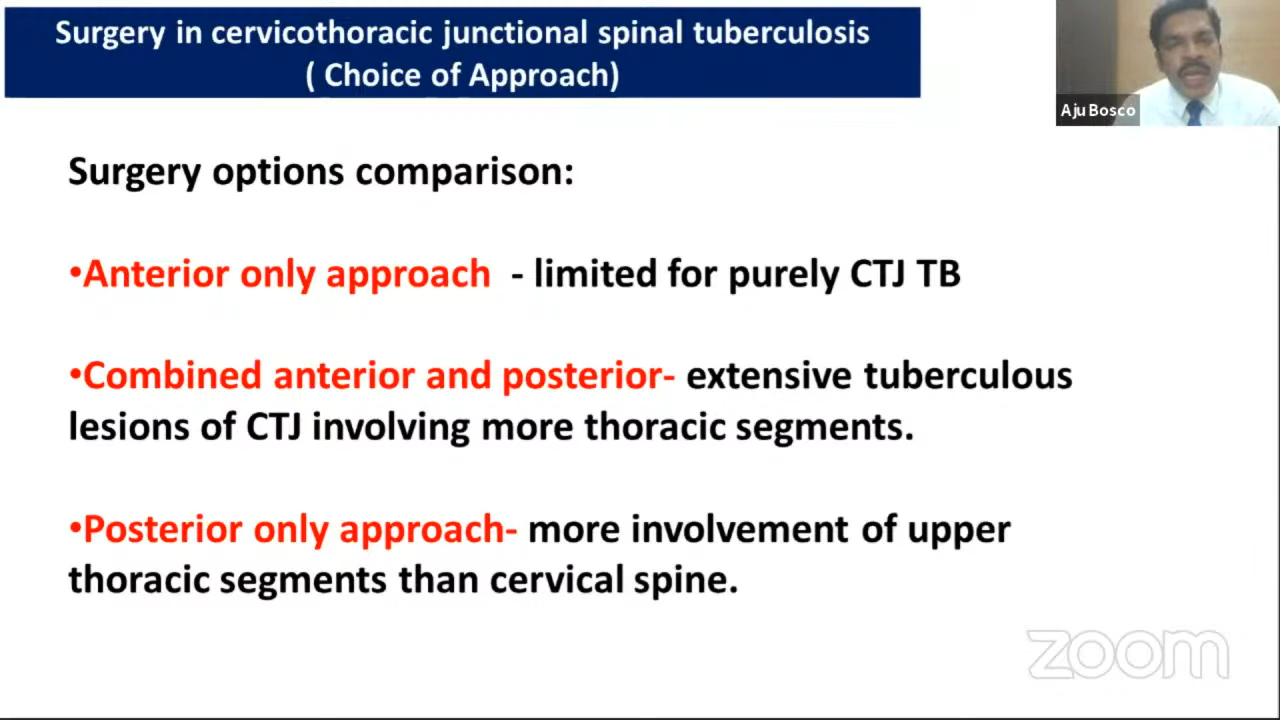 Surgery in cervicothoracic junctional spinal tuberculosis
( Choice of Approach)
Aju Bosco
Surgery options comparison:
•Anterior only approach - limited for purely CTJ TB
•Combined anterior and posterior- extensive tuberculous
lesions of CTJ involving more thoracic segments.
•Posterior only approach- more involvement of upper
thoracic segments than cervical spine.
zoom